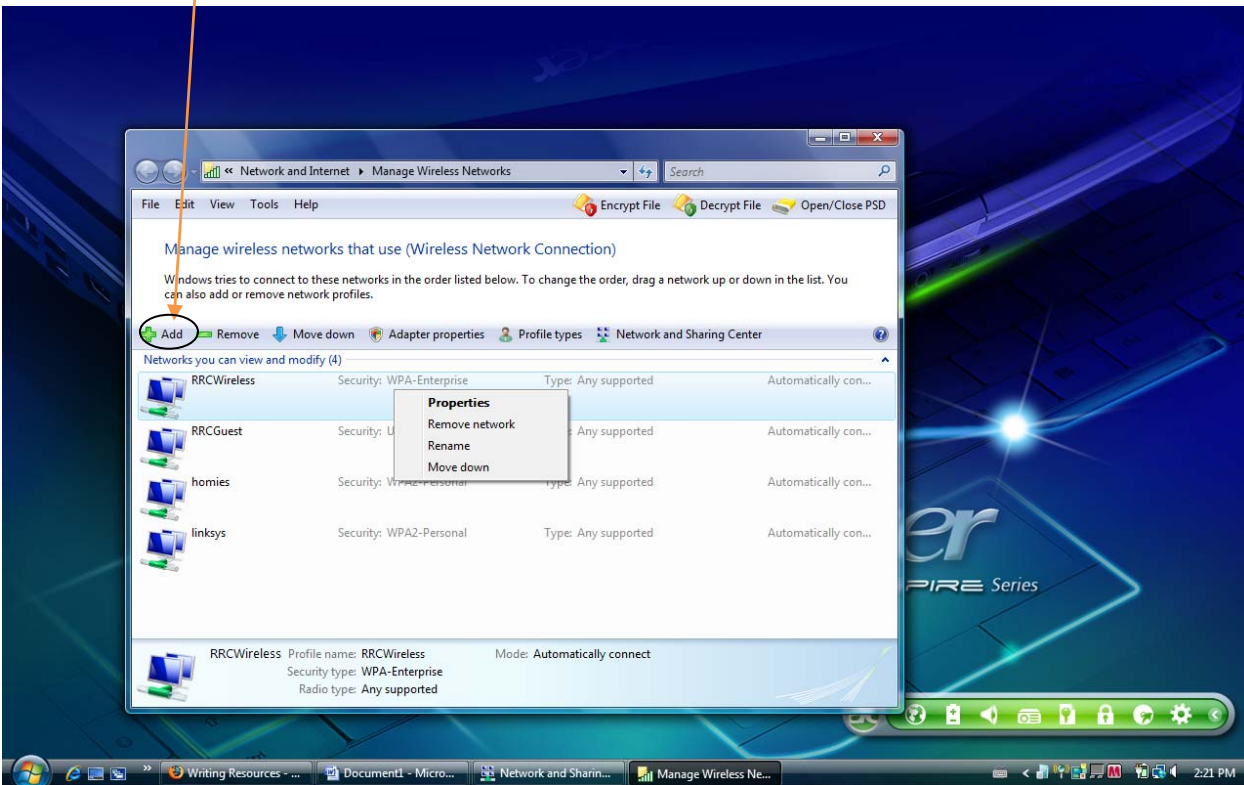 Network and Internet ▸ Manage Wireless Networks
Search
File Edit View Tools Help
Encrypt File Decrypt File Open/Close PSD
Manage wireless networks that use (Wireless Network Connection)
Windows tries to connect to these networks in the order listed below. To change the order, drag a network up or down in the list. You
can also add or remove network profiles.
Add Remove Move down Adapter properties Profile types Network and Sharing Center
Networks you can view and modify (4)
RRCWireless Security: WPA-Enterprise Type: Any supported Automatically con...
Properties
Remove network
Rename
Move down
RRCGuest Security: Any supported Automatically con...
homies Security: WPA2-Personal Type: Any supported Automatically con...
linksys Security: WPA2-Personal Type: Any supported Automatically con...
RRCWireless Profile name: RRCWireless Mode: Automatically connect
Security type: WPA-Enterprise
Radio type: Any supported
er
PIRE Series
Writing Resources - ... Document1 - Micro... Network and Sharin... Manage Wireless Ne...
2:21 PM